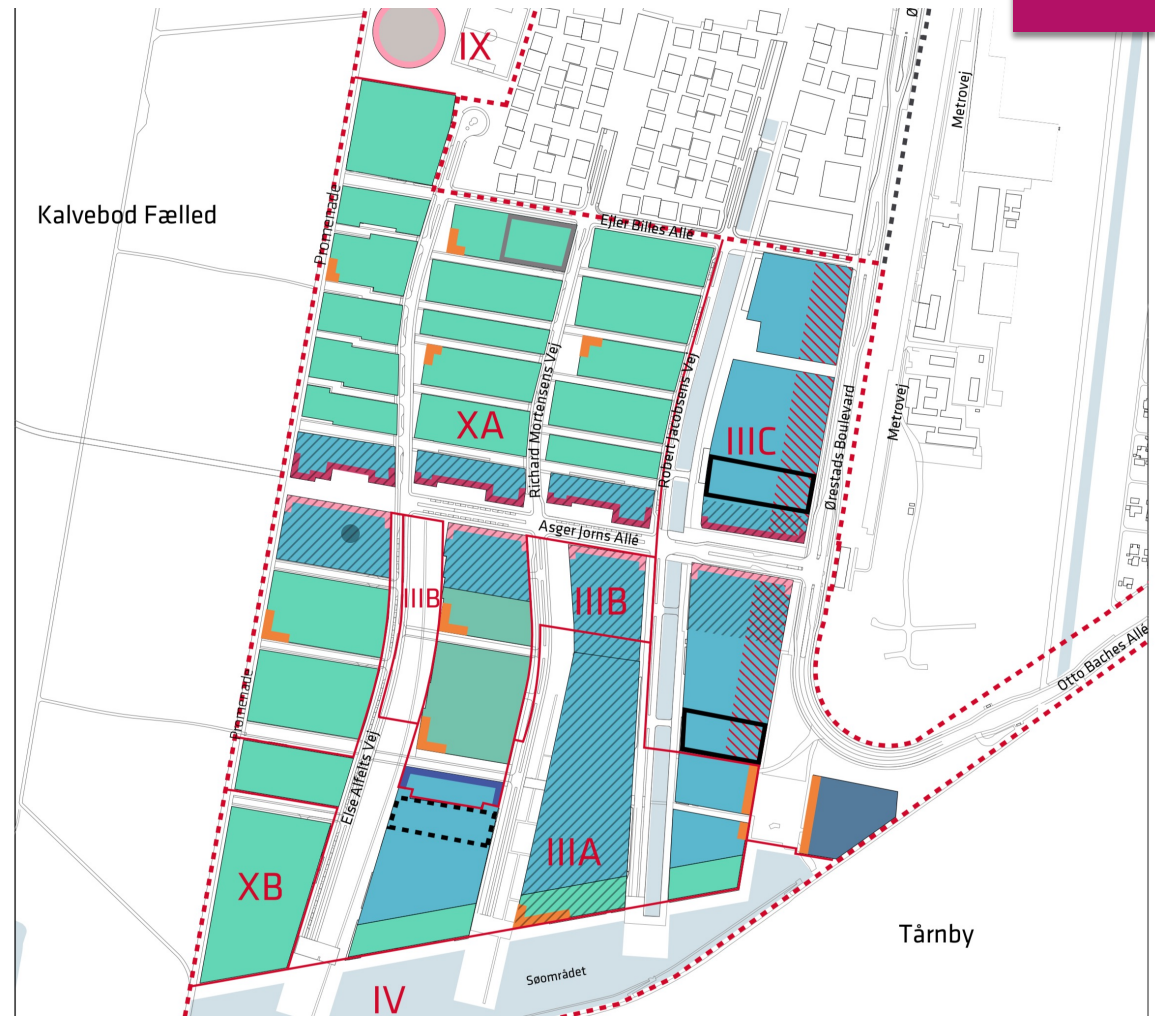 IX
Ø
Metrovej
Kalvebod Fælled
Promenade
Ejler Billes Allé
Richard Mortensens Vej
Robert Jacobsens Vej
XA
IIIC
Ørestads Boulevard
Metrovej
Asger Jorns Allé
IIIB
IIIB
Otto Baches Allé
Promenade
Else Alfelts Vej
IIIA
XB
Tårnby
Søområdet
IV